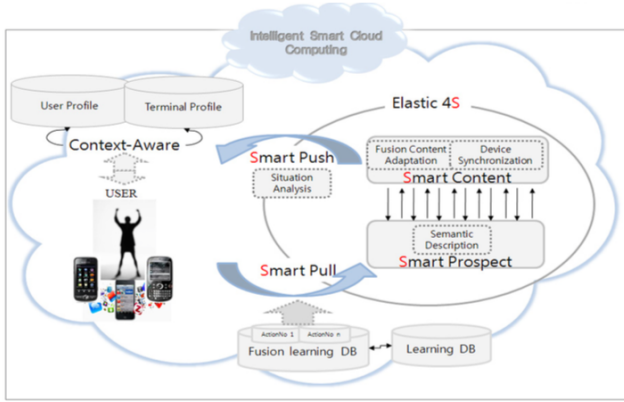 Intelligent Smart Cloud
Computing
User Profile
Terminal Profile
Elastic 4S
Context-Aware
Smart Push
Fusion Content
Adaptation
Device
Synchronization
Situation
Analysis
Smart Content
USER
Semantic
Description
Smart Prospect
Smart Pull
ActionNo 1
ActionNo n
Fusion learning DB
Learning DB